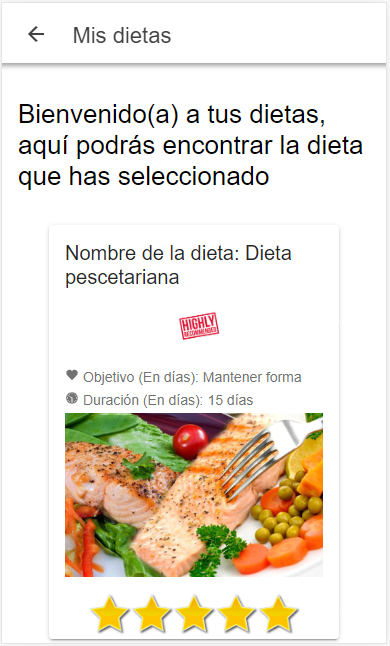 Mis dietas
Bienvenido(a) a tus dietas,
aquí podrás encontrar la dieta
que has seleccionado
Nombre de la dieta: Dieta
pescetariana
HIGHLY
RECOMMENDED
Objetivo (En días): Mantener forma
Duración (En días): 15 días